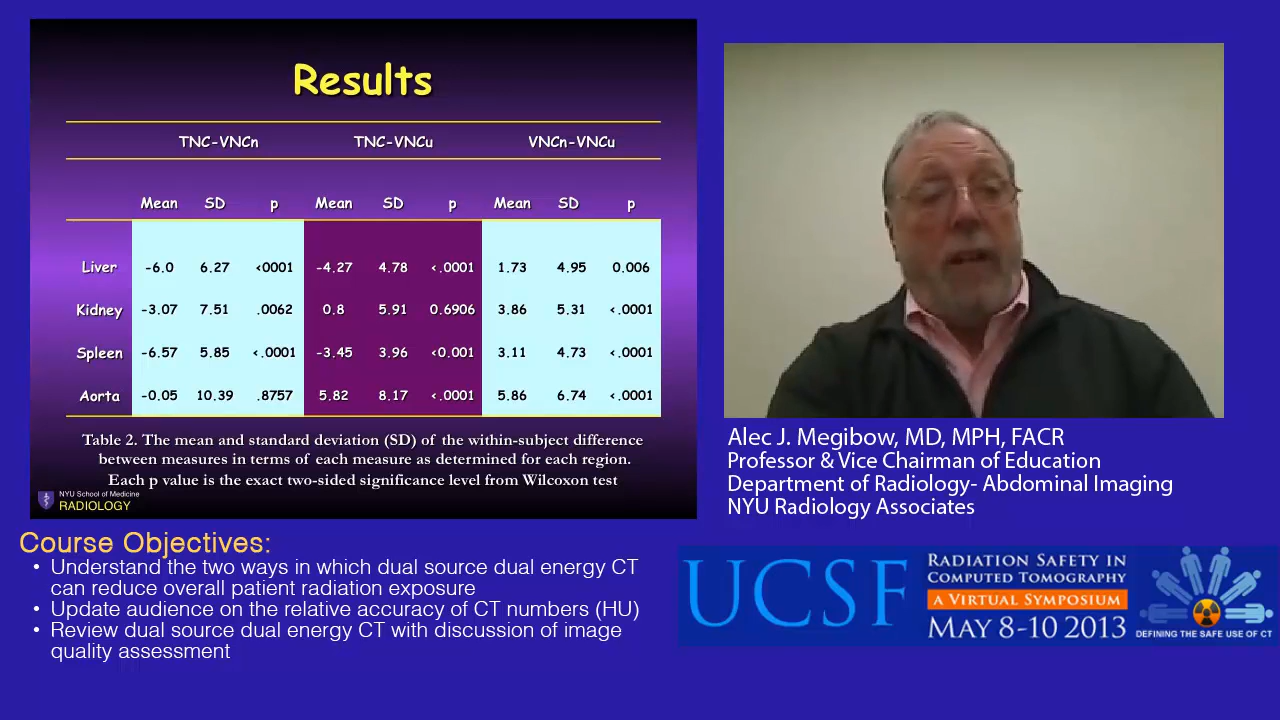 Results
TNC-VNCn TNC-VNCu VNCn-VNCu
Mean SD p Mean SD p Mean SD p
Liver -6.0 6.27 <0001 -4.27 4.78 <.0001 1.73 4.95 0.006
Kidney -3.07 7.51 .0062 0.8 5.91 0.6906 3.86 5.31 <.0001
Spleen -6.57 5.85 <.0001 -3.45 3.96 <0.001 3.11 4.73 <.0001
Aorta -0.05 10.39 .8757 5.82 8.17 <.0001 5.86 6.74 <.0001
Table 2. The mean and standard deviation (SD) of the within-subject difference
between measures in terms of each measure as determined for each region.
Each p value is the exact two-sided significance level from Wilcoxon test
NYU School of Medicine
RADIOLOGY
Alec J. Megibow, MD, MPH, FACR
Professor & Vice Chairman of Education
Department of Radiology- Abdominal Imaging
NYU Radiology Associates
Course Objectives:
• Understand the two ways in which dual source dual energy CT
can reduce overall patient radiation exposure
• Update audience on the relative accuracy of CT numbers (HU)
• Review dual source dual energy CT with discussion of image
quality assessment
UCSF
RADIATION SAFETY IN
COMPUTED TOMOGRAPHY
A VIRTUAL SYMPOSIUM
MAY 8-10 2013
DEFINING THE SAFE USE OF CT